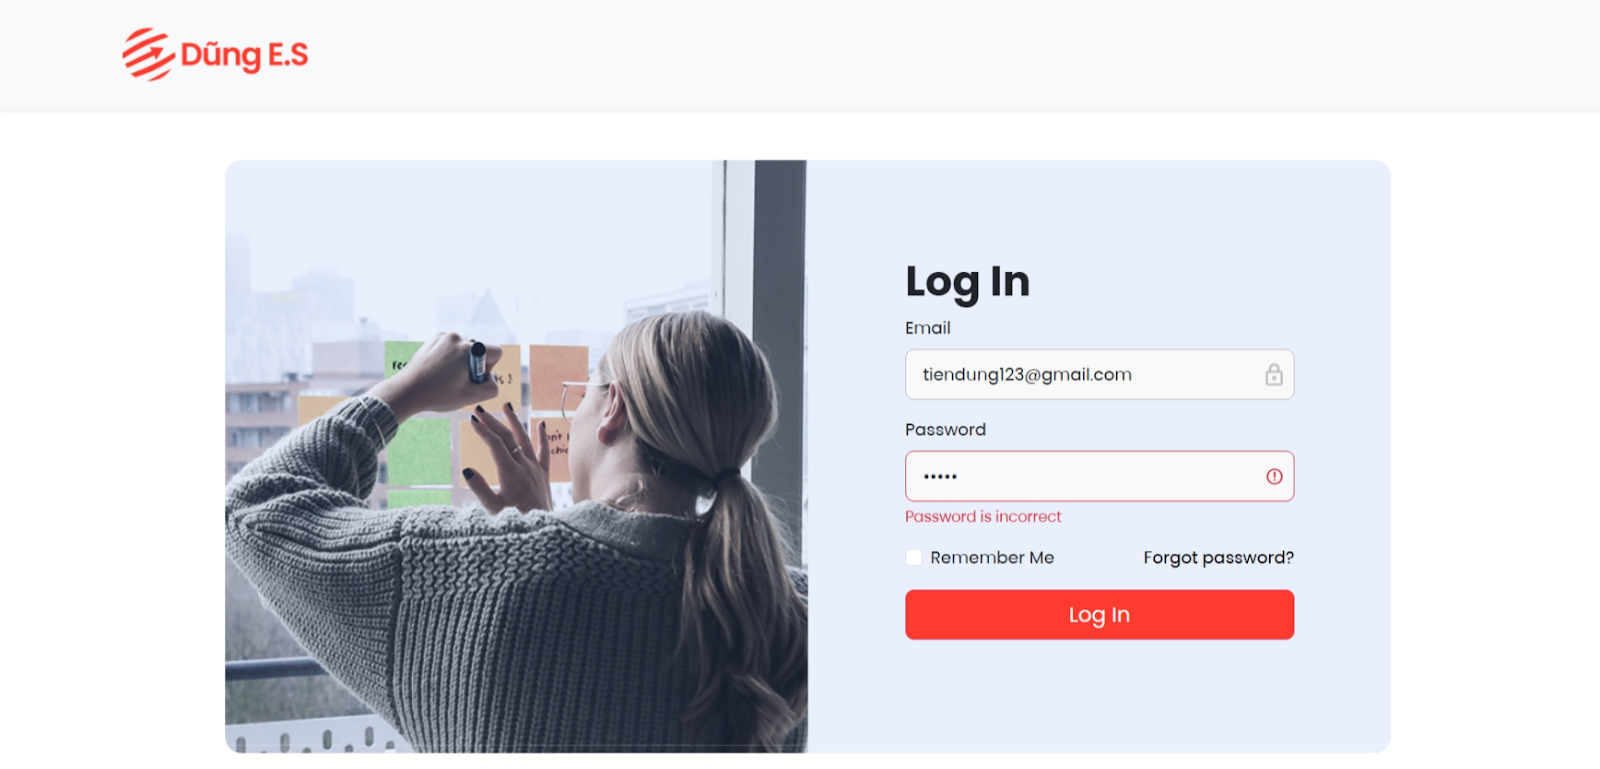 Dũng E.S
Log In
Email
tiendung123@gmail.com
Password
•••••
Password is incorrect
Remember Me
Forgot password?
Log In